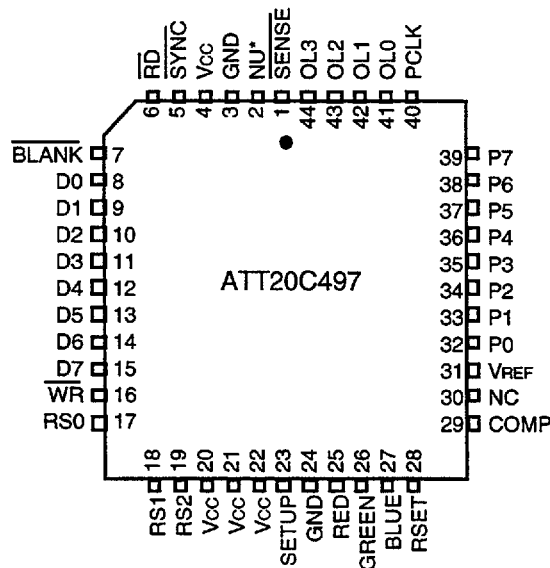 RD SYNC VCC GND NU* SENSE OL3 OL2 OL1 OL0 PCLK
6 5 4 3 2 1 44 43 42 41 40
BLANK 7
D0 8
D1 9
D2 10
D3 11
D4 12
D5 13
D6 14
D7 15
WR 16
RS0 17
ATT20C497
39 P7
38 P6
37 P5
36 P4
35 P3
34 P2
33 P1
32 P0
31 VREF
30 NC
29 COMP
18 19 20 21 22 23 24 25 26 27 28
RS1 RS2 VCC VCC VCC SETUP GND RED GREEN BLUE RSET